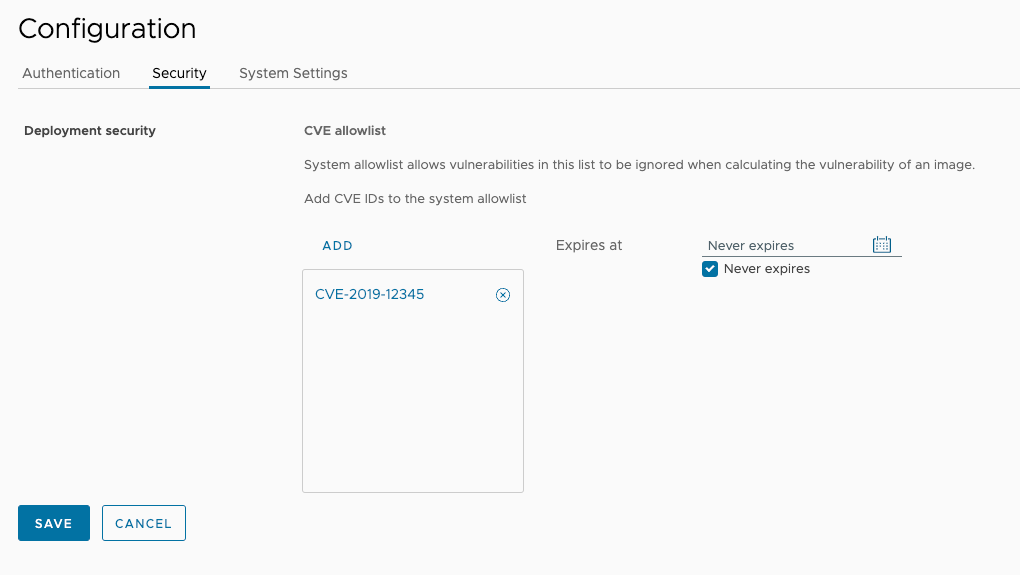 Configuration
Authentication Security System Settings
Deployment security
CVE allowlist
System allowlist allows vulnerabilities in this list to be ignored when calculating the vulnerability of an image.
Add CVE IDs to the system allowlist
ADD
Expires at
Never expires
Never expires
CVE-2019-12345
SAVE CANCEL